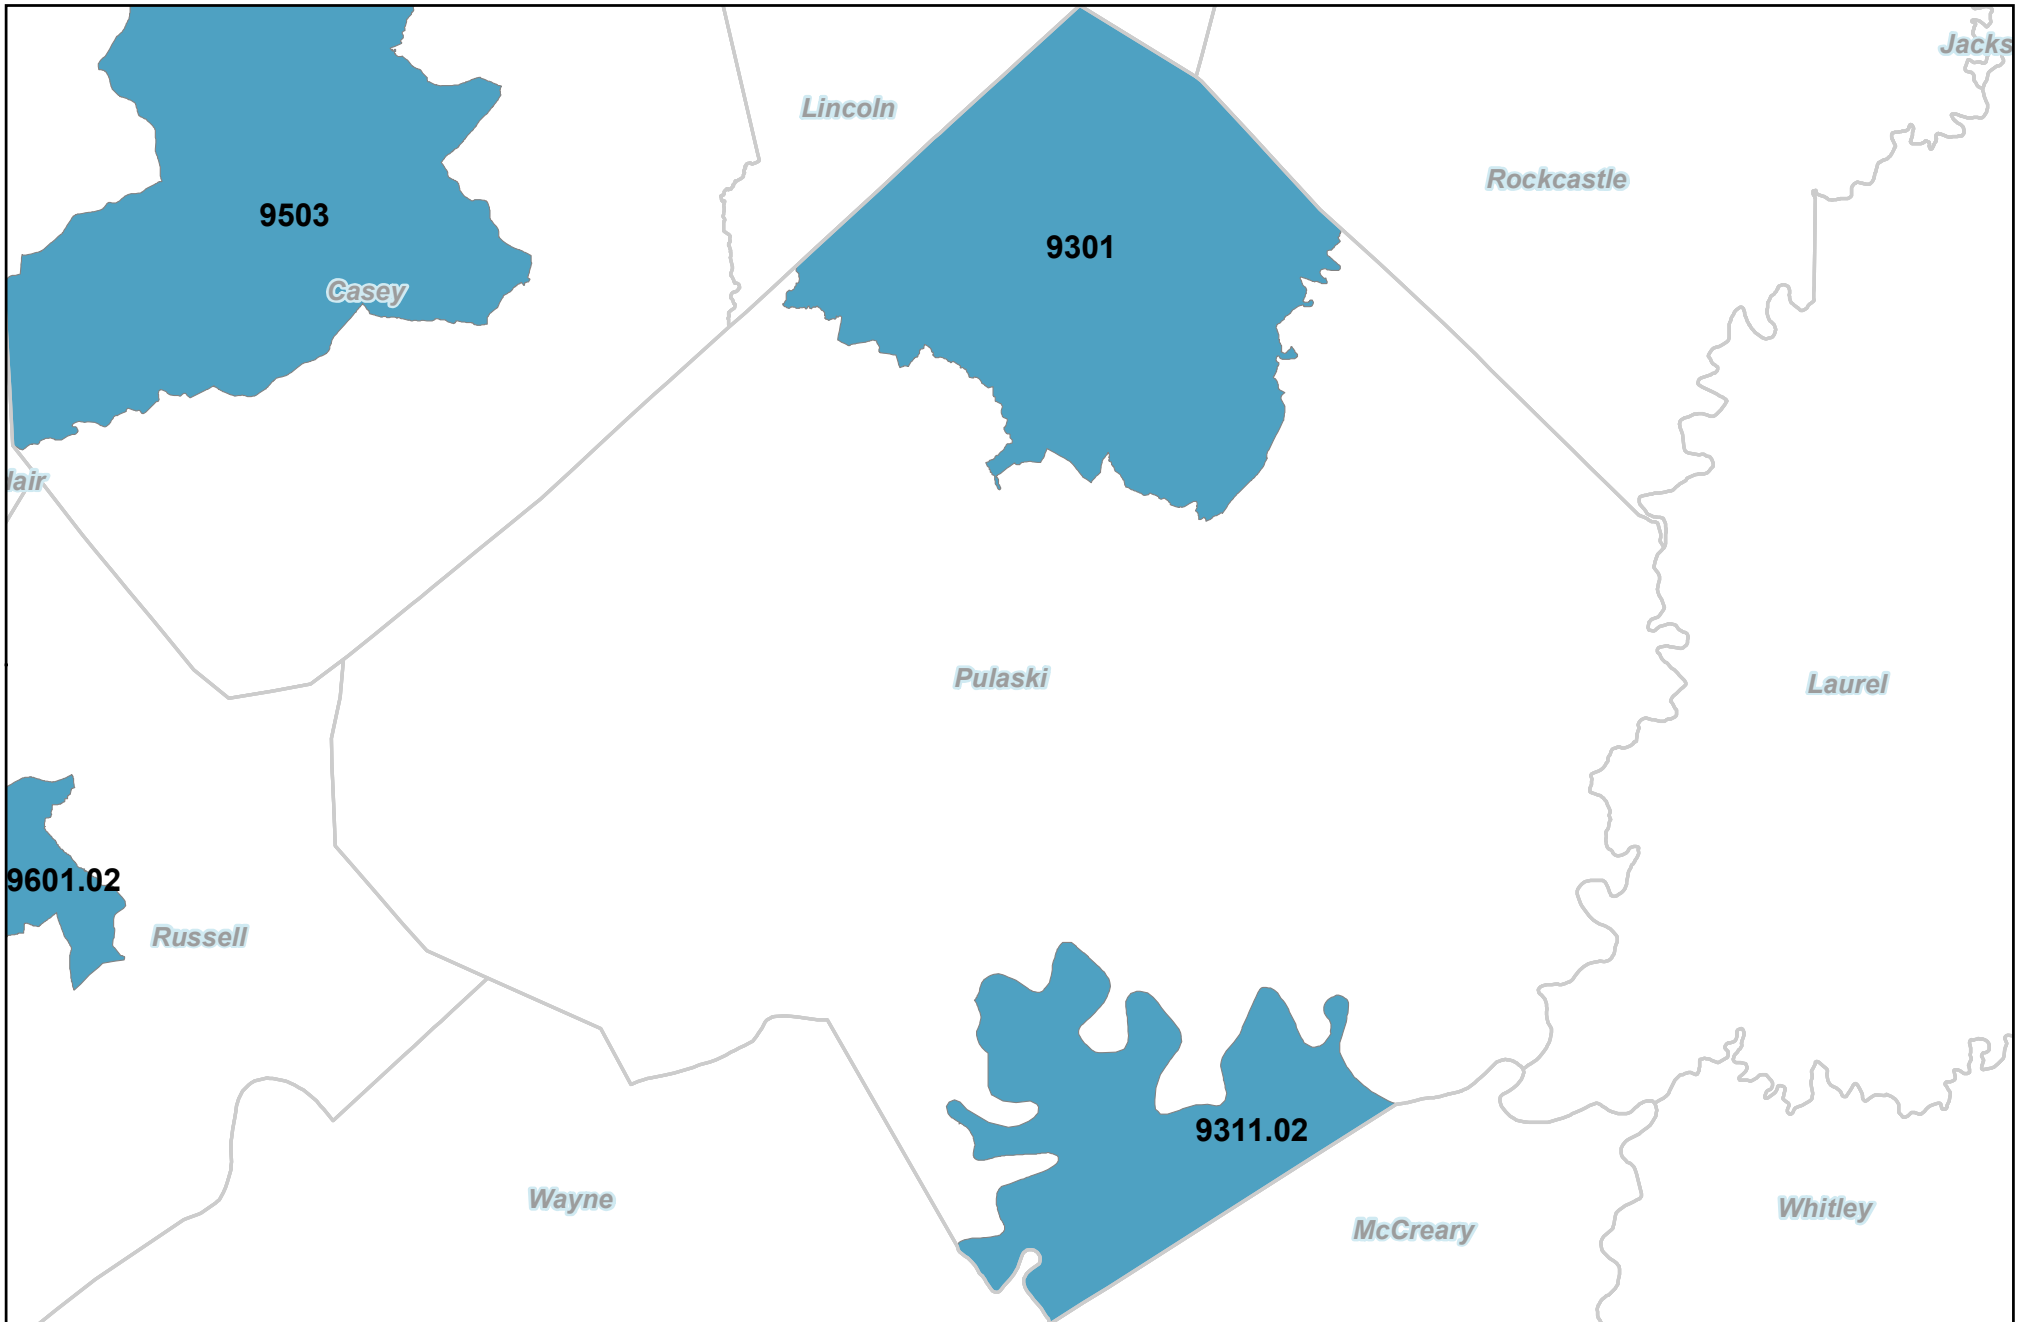 Jacks
Lincoln
Rockcastle
9503
9301
Casey
lair
Pulaski
Laurel
9601.02
Russell
9311.02
Wayne
Whitley
McCreary